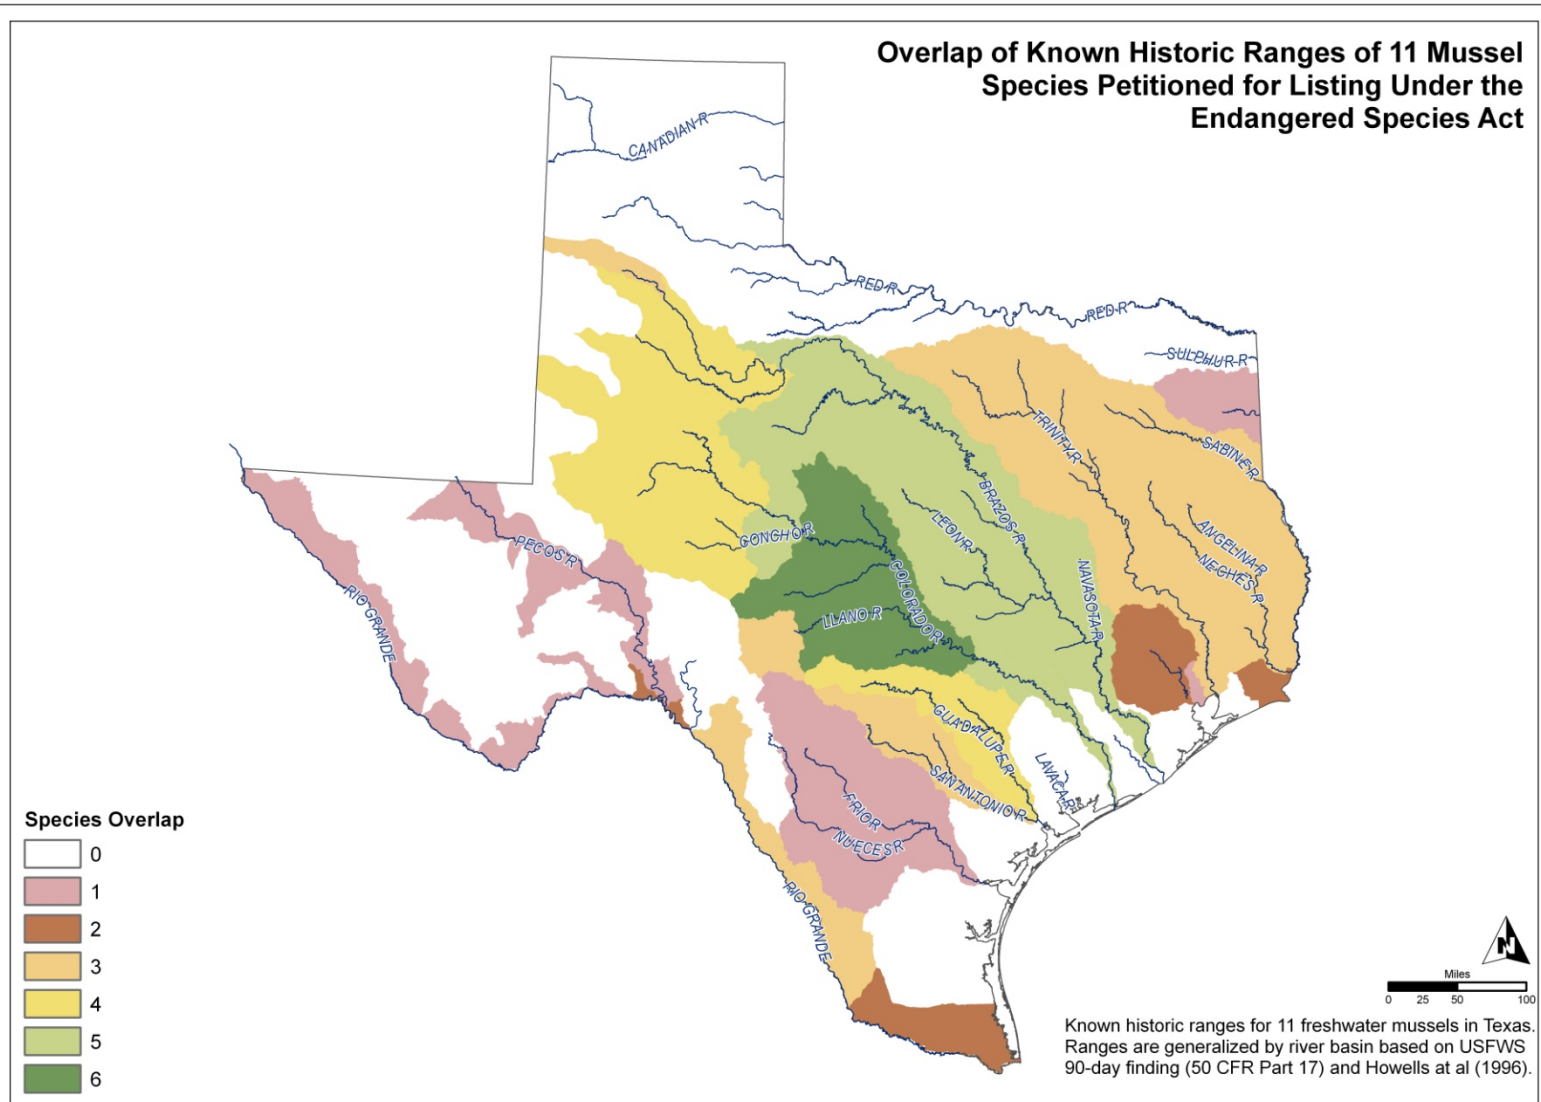 Overlap of Known Historic Ranges of 11 Mussel
Species Petitioned for Listing Under the
Endangered Species Act
CANADIAN R
RED R
RED R
SULPHUR R
TRINITY R
SABINE R
BRAZOS R
ANGELINA R
NECHES R
LEON R
CONCHO R
PECOS R
COLORADO R
NAVASOTA R
LLANO R
RIO GRANDE
GUADALUPE R
SAN ANTONIO R
LAVACA R
FRIO R
NUECES R
RIO GRANDE
Species Overlap
0
1
2
3
4
5
6
N
Miles
0 25 50 100
Known historic ranges for 11 freshwater mussels in Texas.
Ranges are generalized by river basin based on USFWS
90-day finding (50 CFR Part 17) and Howells at al (1996).